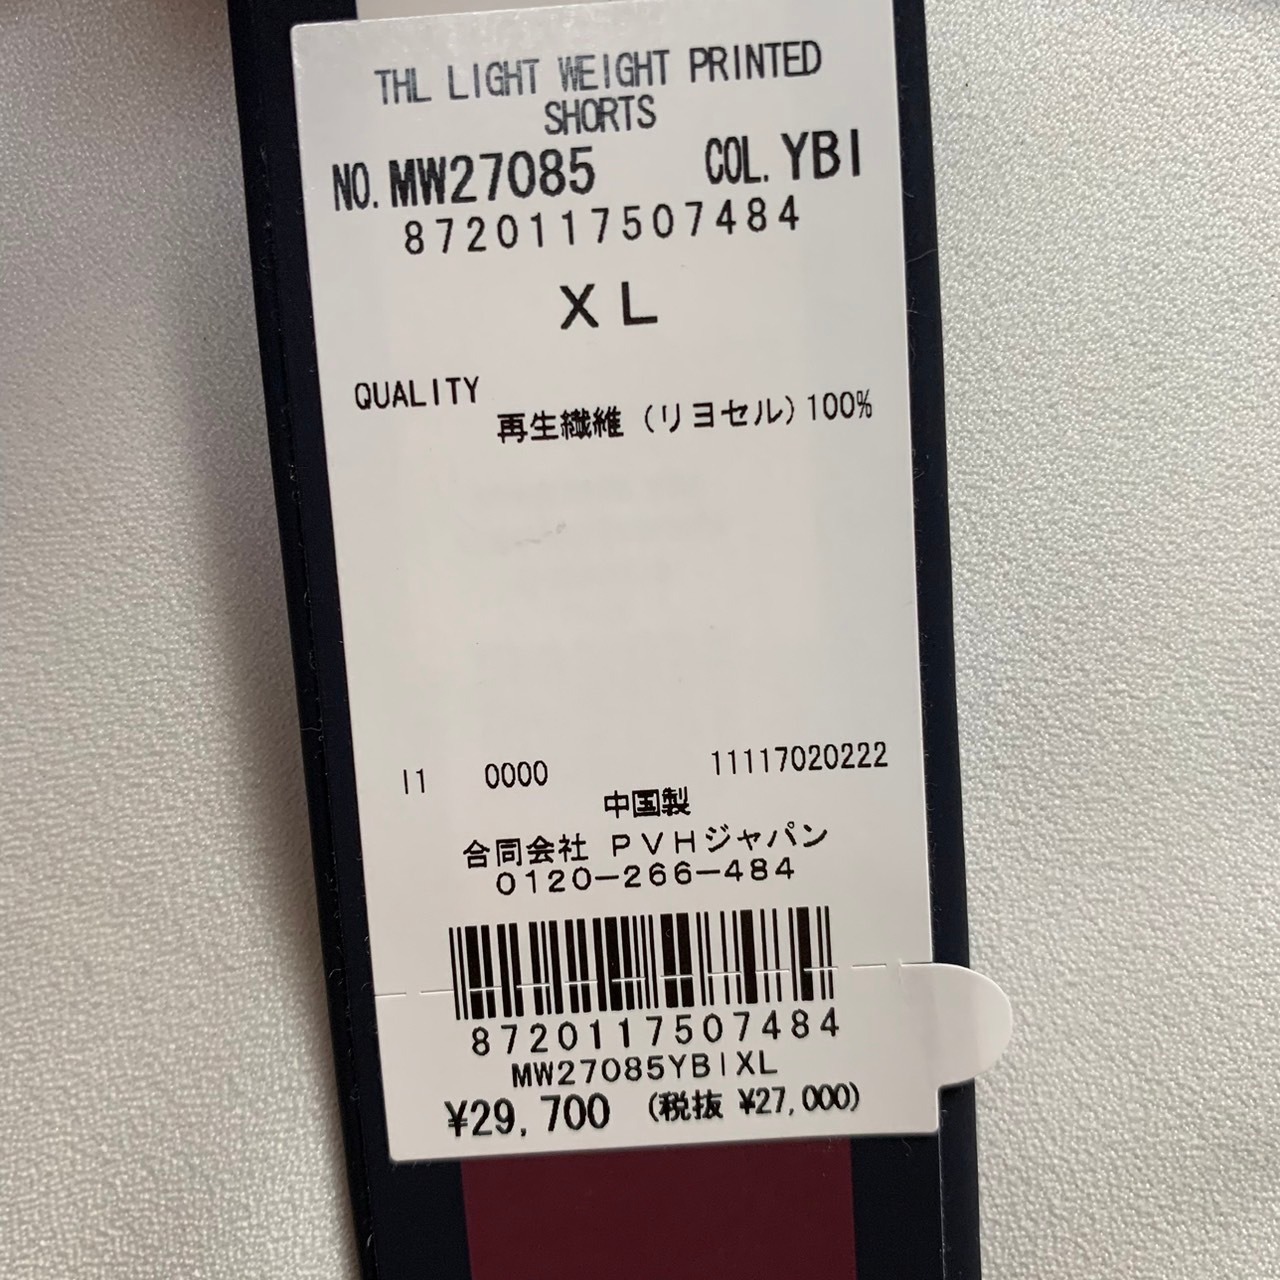 THL LIGHT WEIGHT PRINTED
SHORTS
NO. MW27085 COL. YBI
8720117507484
XL
QUALITY
再生繊維 (リヨセル) 100%
I1 0000 11117020222
中国製
合同会社 PVHジャパン
0120-266-484
8720117507484
MW27085YBIXL
¥29,700 (税抜 ¥27,000)